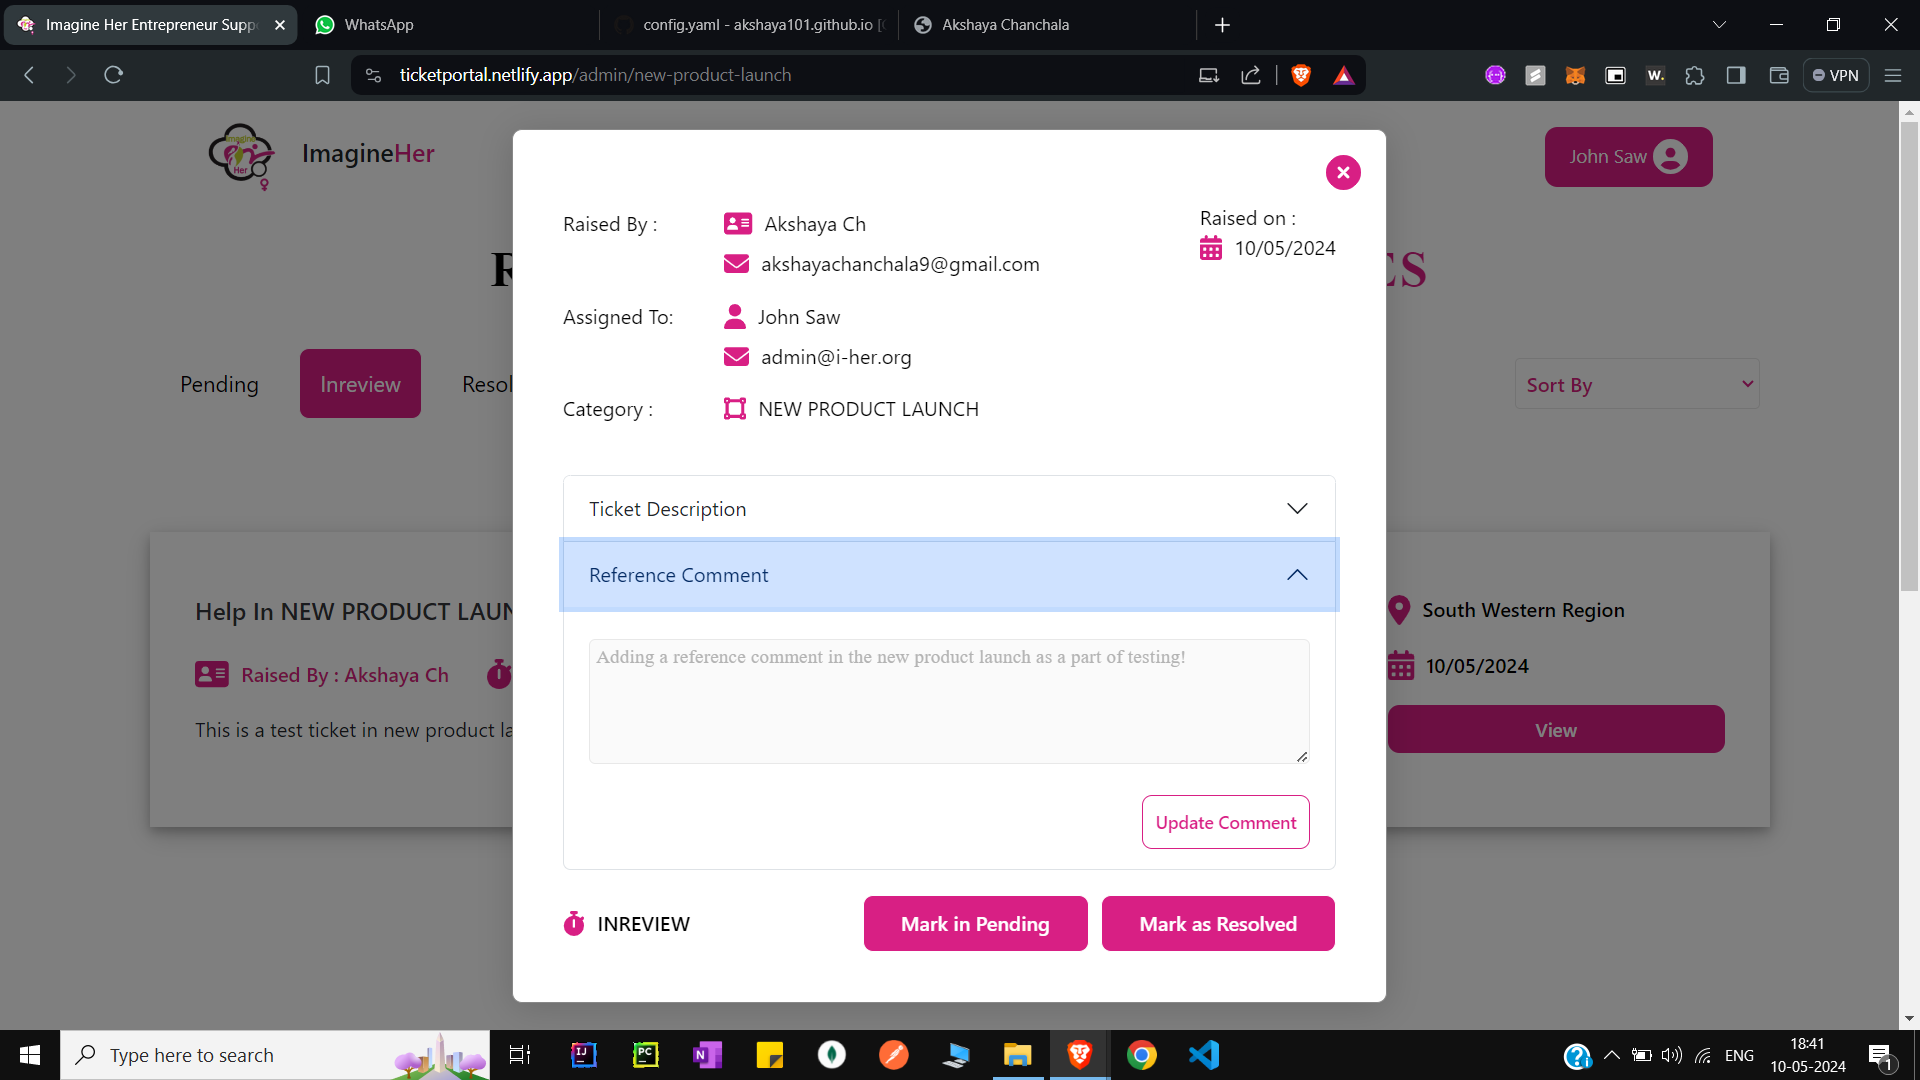 Imagine Her Entrepreneur Supp
WhatsApp
config.yaml - akshaya101.github.io [
Akshaya Chanchala
ticketportal.netlify.app/admin/new-product-launch
W.
VPN
Imagine
Her
ImagineHer
John Saw
R
ES
Raised By :
Akshaya Ch
akshayachanchala9@gmail.com
Raised on :
10/05/2024
Assigned To:
John Saw
admin@i-her.org
Category :
NEW PRODUCT LAUNCH
Pending
Inreview
Resol
Sort By
Ticket Description
Reference Comment
Adding a reference comment in the new product launch as a part of testing!
Update Comment
Help In NEW PRODUCT LAUN
Raised By : Akshaya Ch
This is a test ticket in new product la
South Western Region
10/05/2024
View
INREVIEW
Mark in Pending
Mark as Resolved
Type here to search
IJ
PC
N
ENG
18:41
10-05-2024
1